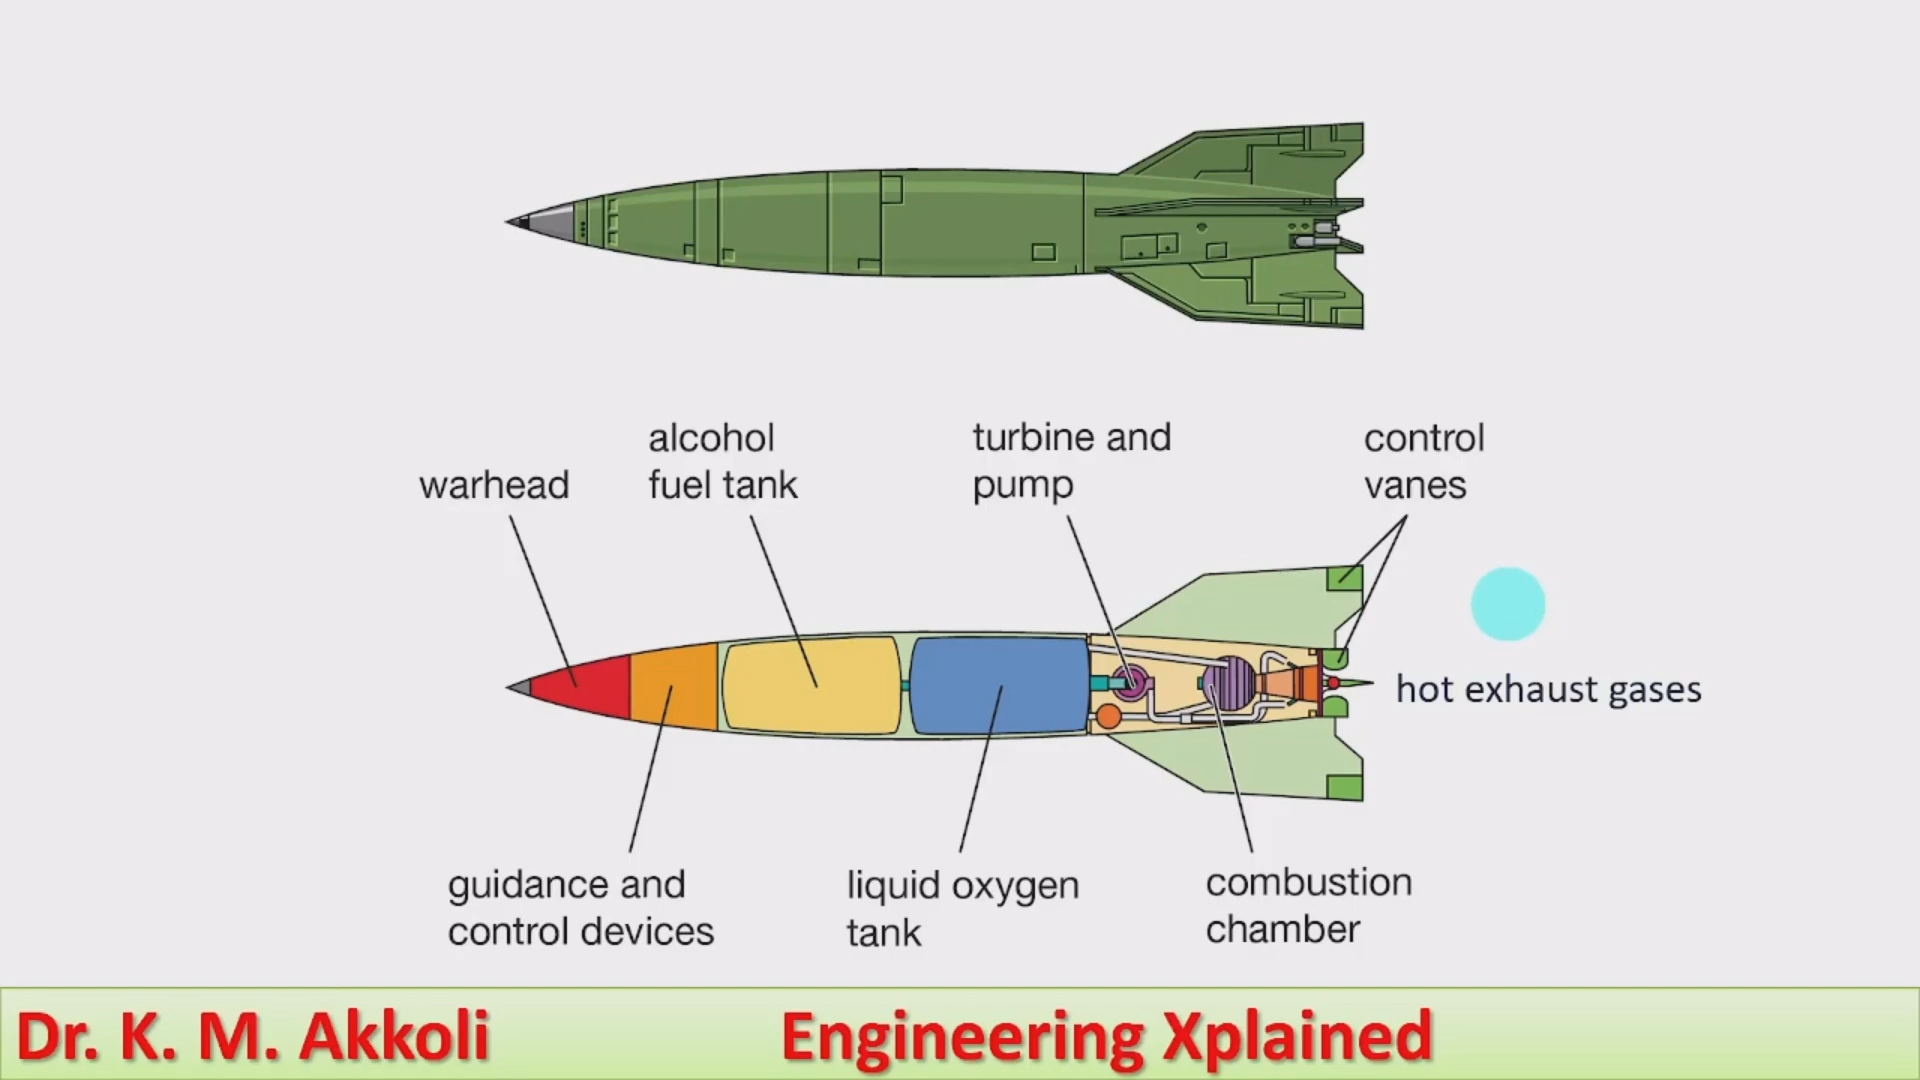 alcohol
fuel tank
turbine and
pump
control
vanes
warhead
hot exhaust gases
guidance and
control devices
liquid oxygen
tank
combustion
chamber
Dr. K. M. Akkoli
Engineering Xplained